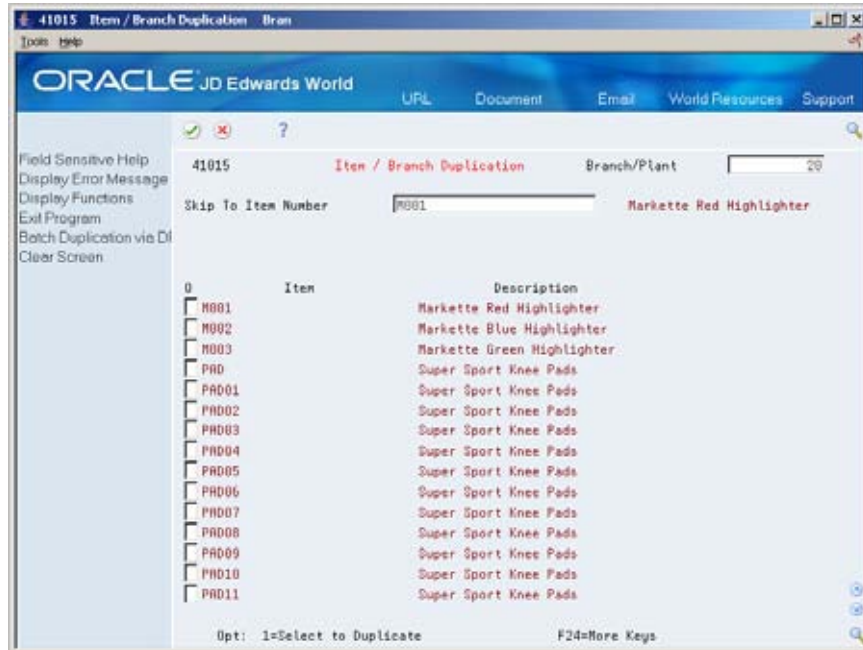 41015 Item / Branch Duplication Bran
Tools Help
ORACLE JD Edwards World
URL Document Email World Resources Support
?
Field Sensitive Help
Display Error Message
Display Functions
Exit Program
Batch Duplication via
Clear Screen
41015 Item / Branch Duplication Branch/Plant 20
Skip To Item Number M001 Markette Red Highlighter
O Item Description
M001 Markette Red Highlighter
M002 Markette Blue Highlighter
M003 Markette Green Highlighter
PAD Super Sport Knee Pads
PAD01 Super Sport Knee Pads
PAD02 Super Sport Knee Pads
PAD03 Super Sport Knee Pads
PAD04 Super Sport Knee Pads
PAD05 Super Sport Knee Pads
PAD06 Super Sport Knee Pads
PAD07 Super Sport Knee Pads
PAD08 Super Sport Knee Pads
PAD09 Super Sport Knee Pads
PAD10 Super Sport Knee Pads
PAD11 Super Sport Knee Pads
Opt: 1=Select to Duplicate F24=More Keys